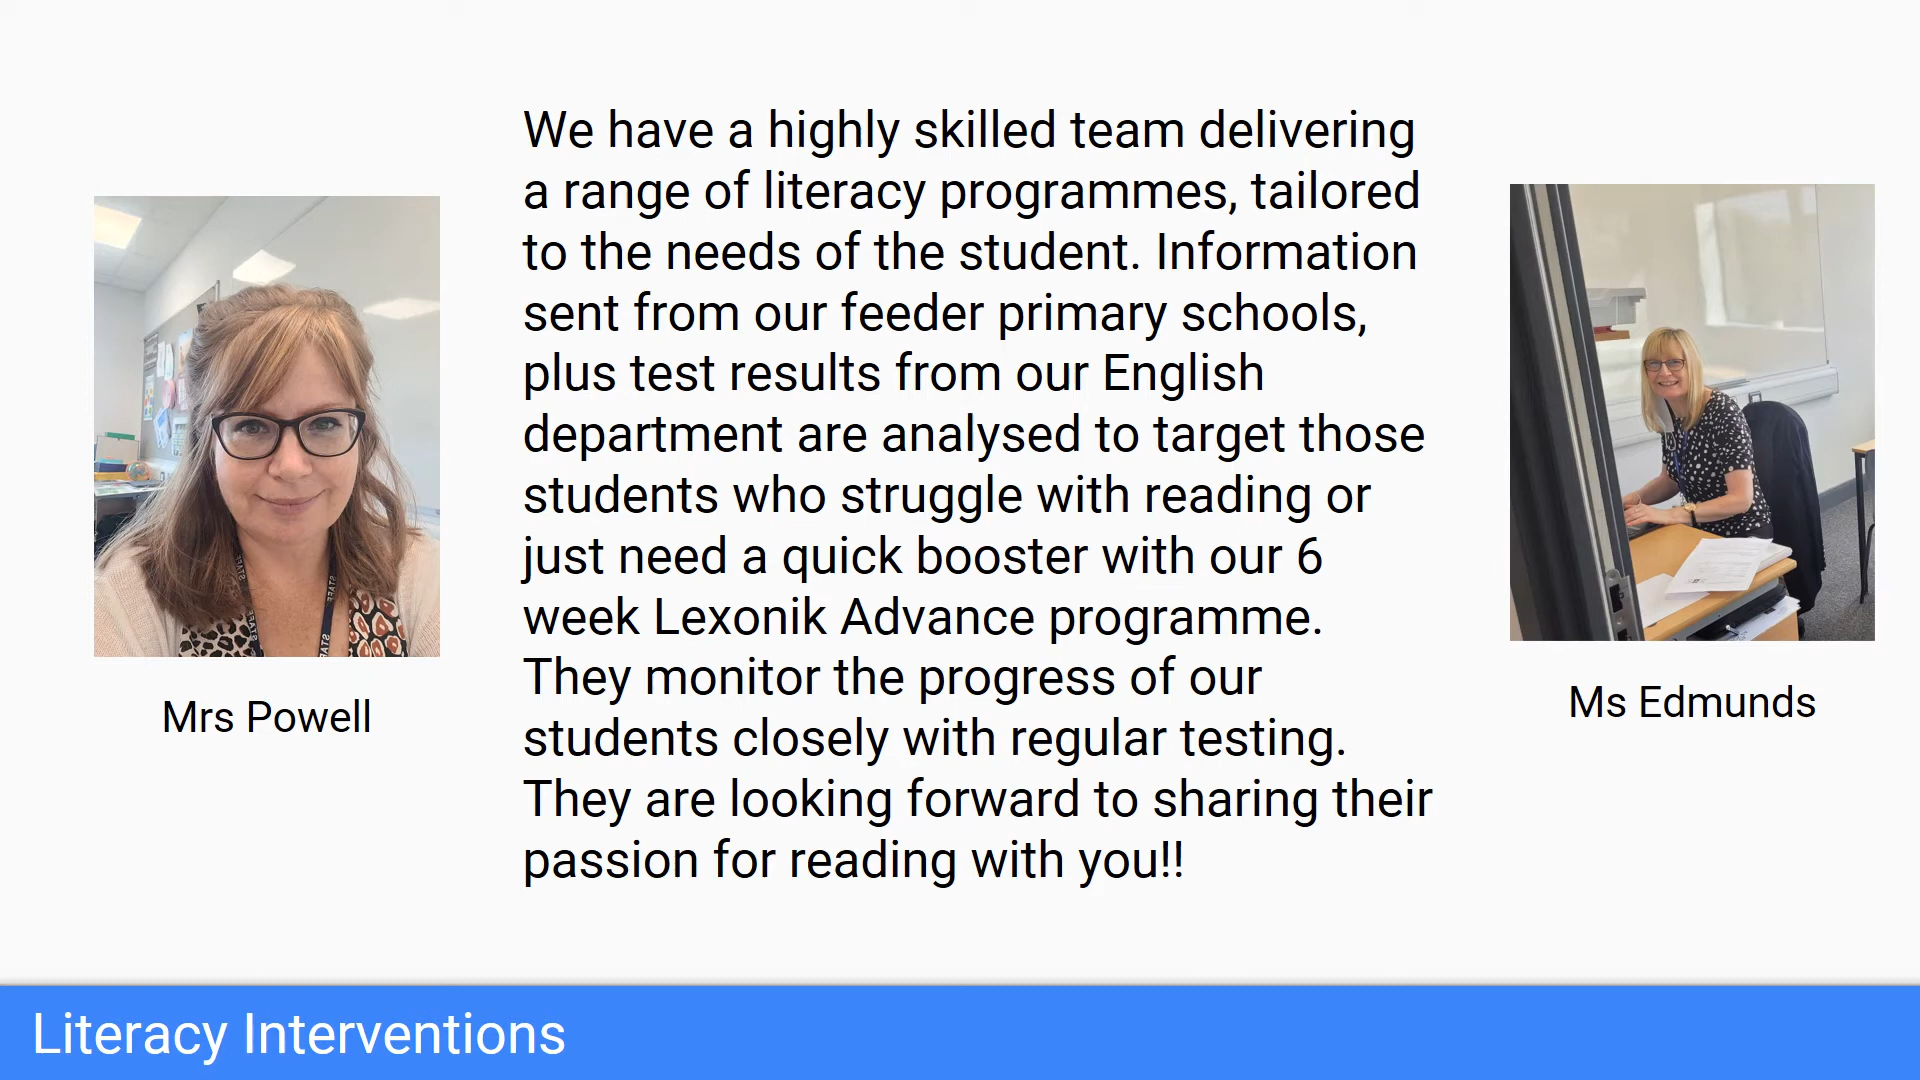 We have a highly skilled team delivering
a range of literacy programmes, tailored
to the needs of the student. Information
sent from our feeder primary schools,
plus test results from our English
department are analysed to target those
students who struggle with reading or
just need a quick booster with our 6
week Lexonik Advance programme.
They monitor the progress of our
students closely with regular testing.
They are looking forward to sharing their
passion for reading with you!!
STAFF
STAFF
Mrs Powell
Ms Edmunds
Literacy Interventions